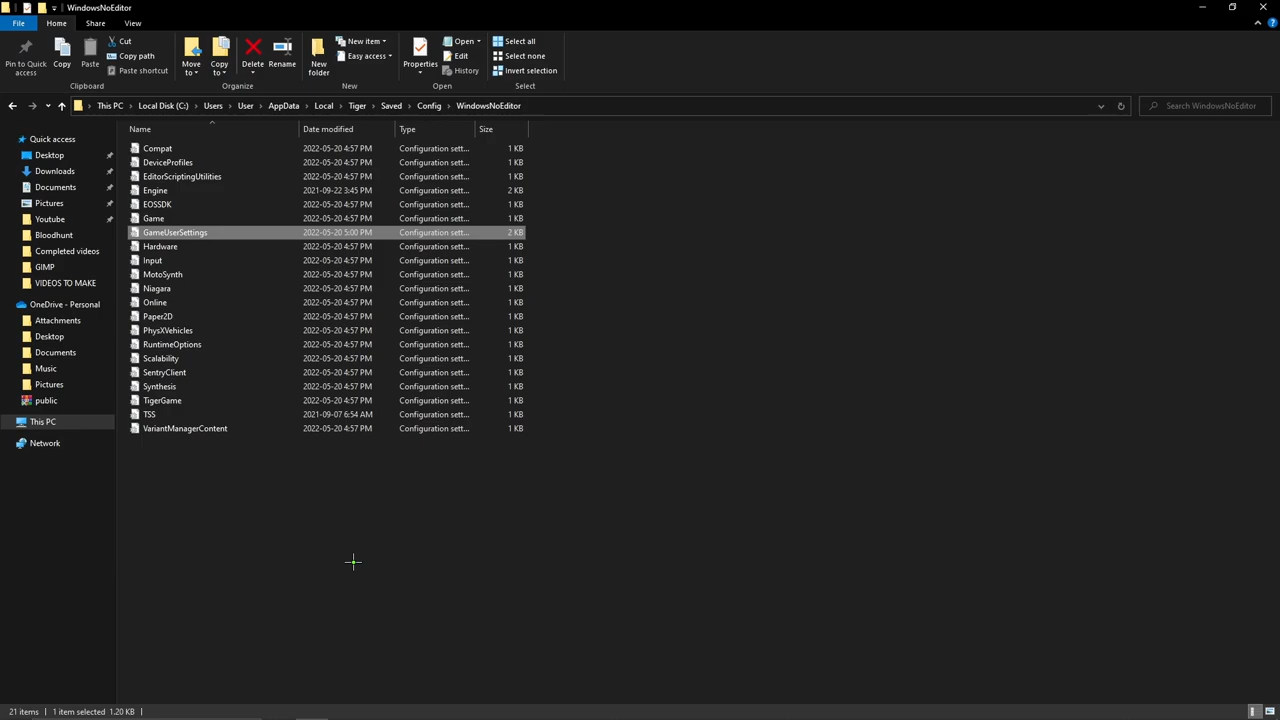 WindowsNoEditor
File Home Share View
Pin to Quick access
Copy
Paste
Cut
Copy path
Paste shortcut
Clipboard
Move to
Copy to
Delete
Rename
Organize
New folder
New item
Easy access
New
Properties
Open
Edit
History
Open
Select all
Select none
Invert selection
Select
This PC Local Disk (C:) Users User AppData Local Tiger Saved Config WindowsNoEditor
Search WindowsNoEditor
Quick access
Desktop
Downloads
Documents
Pictures
Youtube
Bloodhunt
Completed videos
GIMP
VIDEOS TO MAKE
OneDrive - Personal
Attachments
Desktop
Documents
Music
Pictures
public
This PC
Network
Name Date modified Type Size
Compat 2022-05-20 4:57 PM Configuration sett... 1 KB
DeviceProfiles 2022-05-20 4:57 PM Configuration sett... 1 KB
EditorScriptingUtilities 2022-05-20 4:57 PM Configuration sett... 1 KB
Engine 2021-09-22 3:45 PM Configuration sett... 2 KB
EOSSDK 2022-05-20 4:57 PM Configuration sett... 1 KB
Game 2022-05-20 4:57 PM Configuration sett... 1 KB
GameUserSettings 2022-05-20 5:00 PM Configuration sett... 2 KB
Hardware 2022-05-20 4:57 PM Configuration sett... 1 KB
Input 2022-05-20 4:57 PM Configuration sett... 1 KB
MotoSynth 2022-05-20 4:57 PM Configuration sett... 1 KB
Niagara 2022-05-20 4:57 PM Configuration sett... 1 KB
Online 2022-05-20 4:57 PM Configuration sett... 1 KB
Paper2D 2022-05-20 4:57 PM Configuration sett... 1 KB
PhysXVehicles 2022-05-20 4:57 PM Configuration sett... 1 KB
RuntimeOptions 2022-05-20 4:57 PM Configuration sett... 1 KB
Scalability 2022-05-20 4:57 PM Configuration sett... 1 KB
SentryClient 2022-05-20 4:57 PM Configuration sett... 1 KB
Synthesis 2022-05-20 4:57 PM Configuration sett... 1 KB
TigerGame 2022-05-20 4:57 PM Configuration sett... 1 KB
TSS 2021-09-07 6:54 AM Configuration sett... 1 KB
VariantManagerContent 2022-05-20 4:57 PM Configuration sett... 1 KB
21 items 1 item selected 1.20 KB